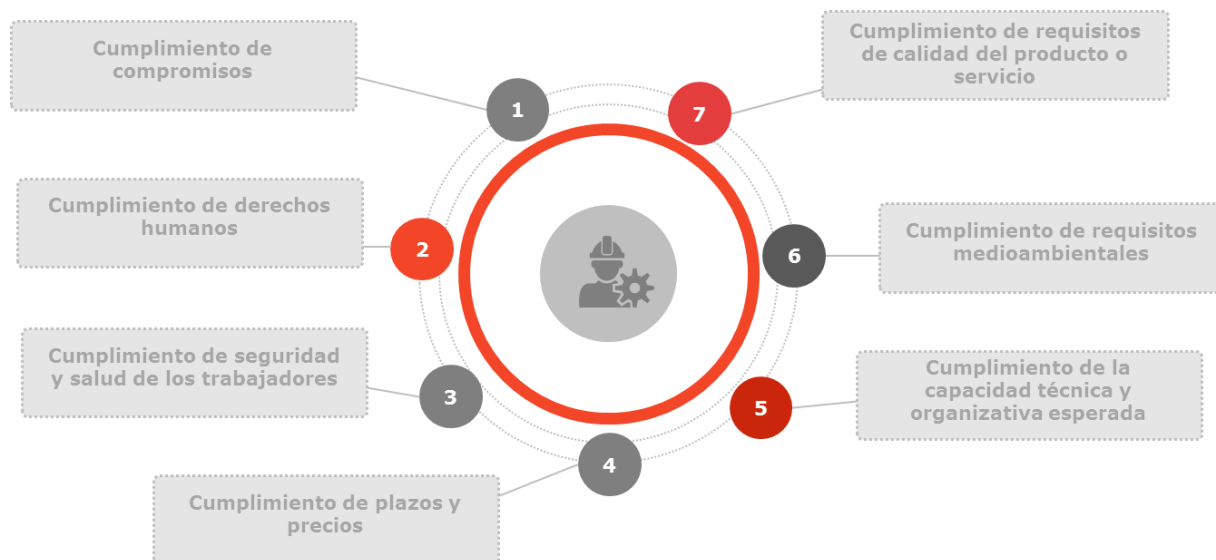 Cumplimiento de
compromisos
1
Cumplimiento de derechos
humanos
2
Cumplimiento de seguridad
y salud de los trabajadores
3
Cumplimiento de plazos y
precios
4
Cumplimiento de la
capacidad técnica y
organizativa esperada
5
Cumplimiento de requisitos
medioambientales
6
Cumplimiento de requisitos
de calidad del producto o
servicio
7